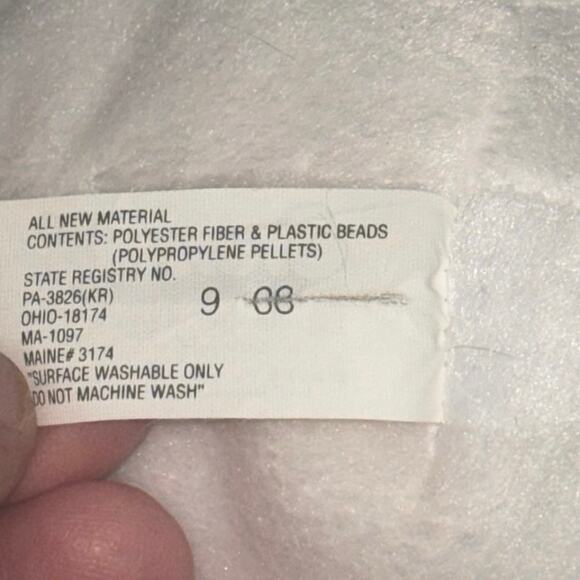 ALL NEW MATERIAL
CONTENTS: POLYESTER FIBER & PLASTIC BEADS
(POLYPROPYLENE PELLETS)
STATE REGISTRY NO.
PA-3826(KR)
OHIO-18174
MA-1097
MAINE# 3174
"SURFACE WASHABLE ONLY
DO NOT MACHINE WASH"
9